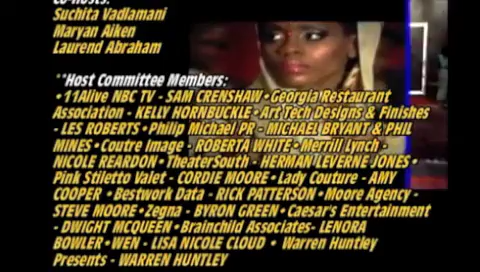 Co-Hosts:
Suchita Vadlamani
Maryan Aiken
Laurend Abraham
**Host Committee Members:
•11Alive NBC TV - SAM CRENSHAW•Georgia Restaurant
Association - KELLY HORNBUCKLE•Art Tech Designs & Finishes
- LES ROBERTS•Philip Michael PR - MICHAEL BRYANT & PHIL
MINES•Coutre Image - ROBERTA WHITE•Merrill Lynch -
NICOLE REARDON•TheaterSouth - HERMAN LEVERNE JONES•
Pink Stiletto Valet - CORDIE MOORE•Lady Couture - AMY
COOPER •Bestwork Data - RICK PATTERSON•Moore Agency -
STEVE MOORE•Zegna - BYRON GREEN•Caesar's Entertainment
- DWIGHT MCQUEEN•Brainchild Associates- LENORA
BOWLER•WEN - LISA NICOLE CLOUD • Warren Huntley
Presents - WARREN HUNTLEY